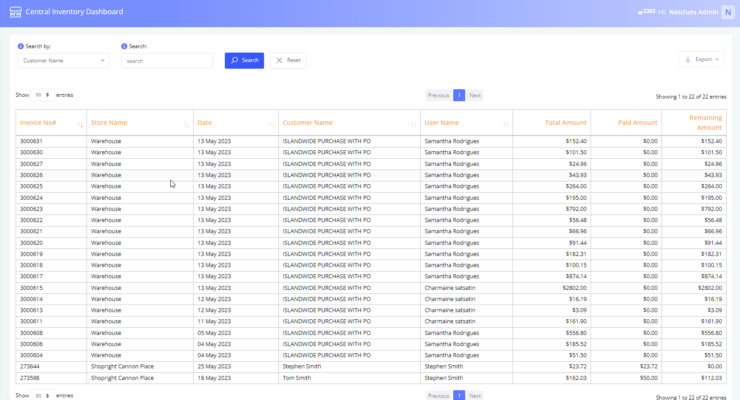 Central Inventory Dashboard
2303 Hi, Netclues Admin N
Search by: Search:
Customer Name search Search Reset Export
Show entries Previous 1 Next Showing 1 to 22 of 22 entries
Invoice No# Store Name Date Customer Name User Name Total Amount Paid Amount Remaining Amount
3000631 Warehouse 13 May 2023 ISLANDWIDE PURCHASE WITH PO Samantha Rodrigues $152.40 $0.00 $152.40
3000630 Warehouse 13 May 2023 ISLANDWIDE PURCHASE WITH PO Samantha Rodrigues $101.50 $0.00 $101.50
3000627 Warehouse 13 May 2023 ISLANDWIDE PURCHASE WITH PO Samantha Rodrigues $24.96 $0.00 $24.96
3000626 Warehouse 13 May 2023 ISLANDWIDE PURCHASE WITH PO Samantha Rodrigues $43.93 $0.00 $43.93
3000625 Warehouse 13 May 2023 ISLANDWIDE PURCHASE WITH PO Samantha Rodrigues $264.00 $0.00 $264.00
3000624 Warehouse 13 May 2023 ISLANDWIDE PURCHASE WITH PO Samantha Rodrigues $195.00 $0.00 $195.00
3000623 Warehouse 13 May 2023 ISLANDWIDE PURCHASE WITH PO Samantha Rodrigues $792.00 $0.00 $792.00
3000622 Warehouse 13 May 2023 ISLANDWIDE PURCHASE WITH PO Samantha Rodrigues $56.48 $0.00 $56.48
3000621 Warehouse 13 May 2023 ISLANDWIDE PURCHASE WITH PO Samantha Rodrigues $66.96 $0.00 $66.96
3000620 Warehouse 13 May 2023 ISLANDWIDE PURCHASE WITH PO Samantha Rodrigues $91.44 $0.00 $91.44
3000619 Warehouse 13 May 2023 ISLANDWIDE PURCHASE WITH PO Samantha Rodrigues $182.31 $0.00 $182.31
3000618 Warehouse 13 May 2023 ISLANDWIDE PURCHASE WITH PO Samantha Rodrigues $100.15 $0.00 $100.15
3000617 Warehouse 13 May 2023 ISLANDWIDE PURCHASE WITH PO Samantha Rodrigues $874.14 $0.00 $874.14
3000615 Warehouse 13 May 2023 ISLANDWIDE PURCHASE WITH PO Charmaine satsatin $2802.00 $0.00 $2802.00
3000614 Warehouse 12 May 2023 ISLANDWIDE PURCHASE WITH PO Charmaine satsatin $16.19 $0.00 $16.19
3000613 Warehouse 12 May 2023 ISLANDWIDE PURCHASE WITH PO Charmaine satsatin $3.09 $0.00 $3.09
3000611 Warehouse 11 May 2023 ISLANDWIDE PURCHASE WITH PO Charmaine satsatin $161.90 $0.00 $161.90
3000608 Warehouse 05 May 2023 ISLANDWIDE PURCHASE WITH PO Samantha Rodrigues $556.80 $0.00 $556.80
3000606 Warehouse 04 May 2023 ISLANDWIDE PURCHASE WITH PO Samantha Rodrigues $185.52 $0.00 $185.52
3000604 Warehouse 04 May 2023 ISLANDWIDE PURCHASE WITH PO Samantha Rodrigues $51.50 $0.00 $51.50
273644 Shopright Cannon Place 25 May 2023 Stephen Smith Stephen Smith $23.72 $23.72 $0.00
273598 Shopright Cannon Place 18 May 2023 Tom Smith Stephen Smith $162.03 $50.00 $112.03
Show entries Previous 1 Next Showing 1 to 22 of 22 entries